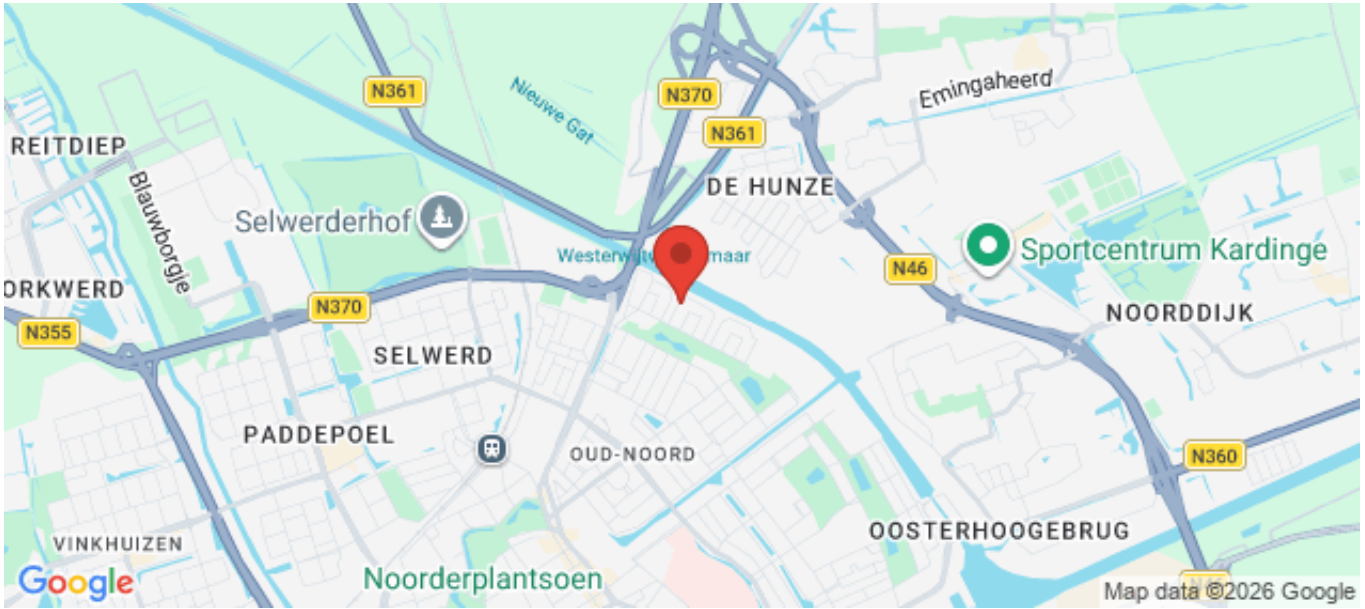 N361
N370
Emingaheerd
Nieuwe Gat
N361
REITDIEP
DE HUNZE
Blauwborgje
Selwerderhof
Sportcentrum Kardinge
N46
ORKWERD
N370
NOORDDIJK
N355
SELWERD
PADDEPOEL
OUD-NOORD
N360
OOSTERHOOGEBRUG
VINKHUIZEN
Noorderplantsoen
Google
Map data ©2026 Google